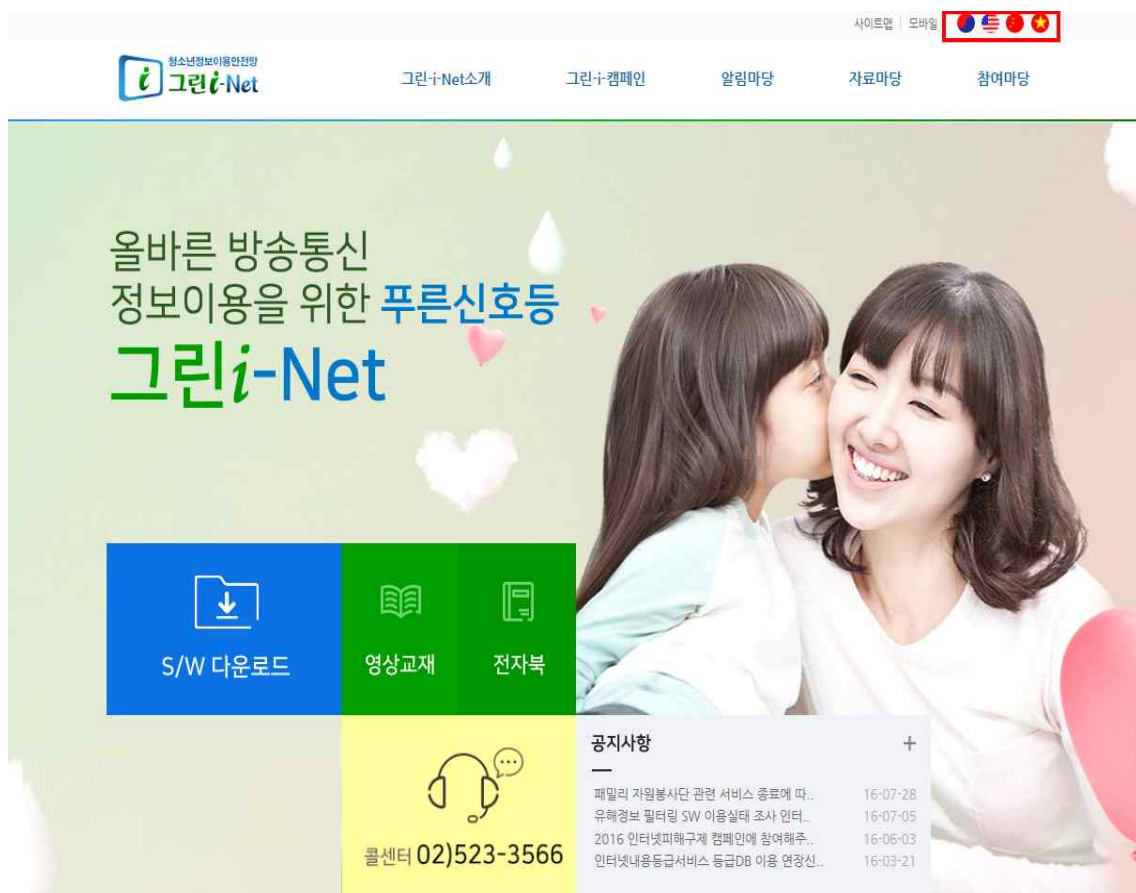 사이트맵 | 모바일
청소년정보이용안전망
그린i-Net
그린-i-Net소개
그린-i-캠페인
알림마당
자료마당
참여마당
올바른 방송통신
정보이용을 위한 푸른신호등
그린i-Net
S/W 다운로드
영상교재
전자북
콜센터 02)523-3566
공지사항 +
패밀리 자원봉사단 관련 서비스 종료에 따.. 16-07-28
유해정보 필터링 SW 이용실태 조사 인터.. 16-07-05
2016 인터넷피해구제 캠페인에 참여해주.. 16-06-03
인터넷내용등급서비스 등급DB 이용 연장신.. 16-03-21